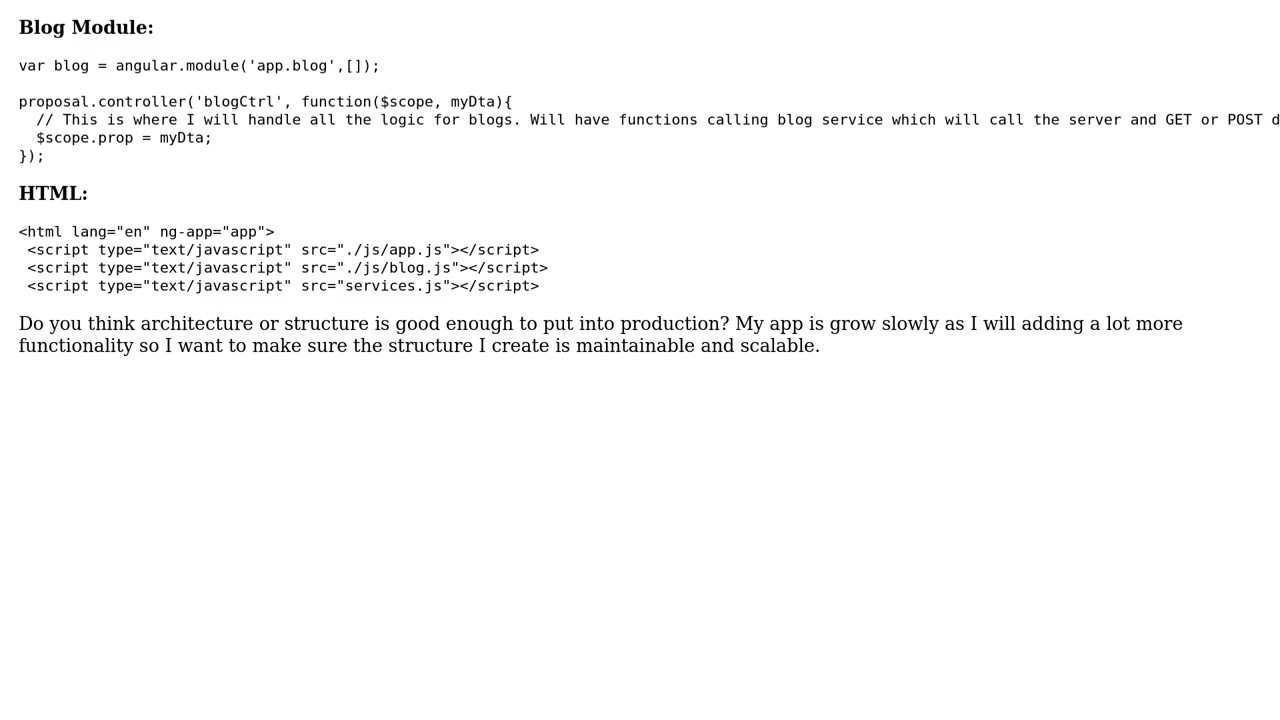 Blog Module:
var blog = angular.module('app.blog',[]);
proposal.controller('blogCtrl', function($scope, myDta){
  // This is where I will handle all the logic for blogs. Will have functions calling blog service which will call the server and GET or POST d
  $scope.prop = myDta;
});
HTML:
<html lang="en" ng-app="app">
 <script type="text/javascript" src="./js/app.js"></script>
 <script type="text/javascript" src="./js/blog.js"></script>
 <script type="text/javascript" src="services.js"></script>
Do you think architecture or structure is good enough to put into production? My app is grow slowly as I will adding a lot more
functionality so I want to make sure the structure I create is maintainable and scalable.